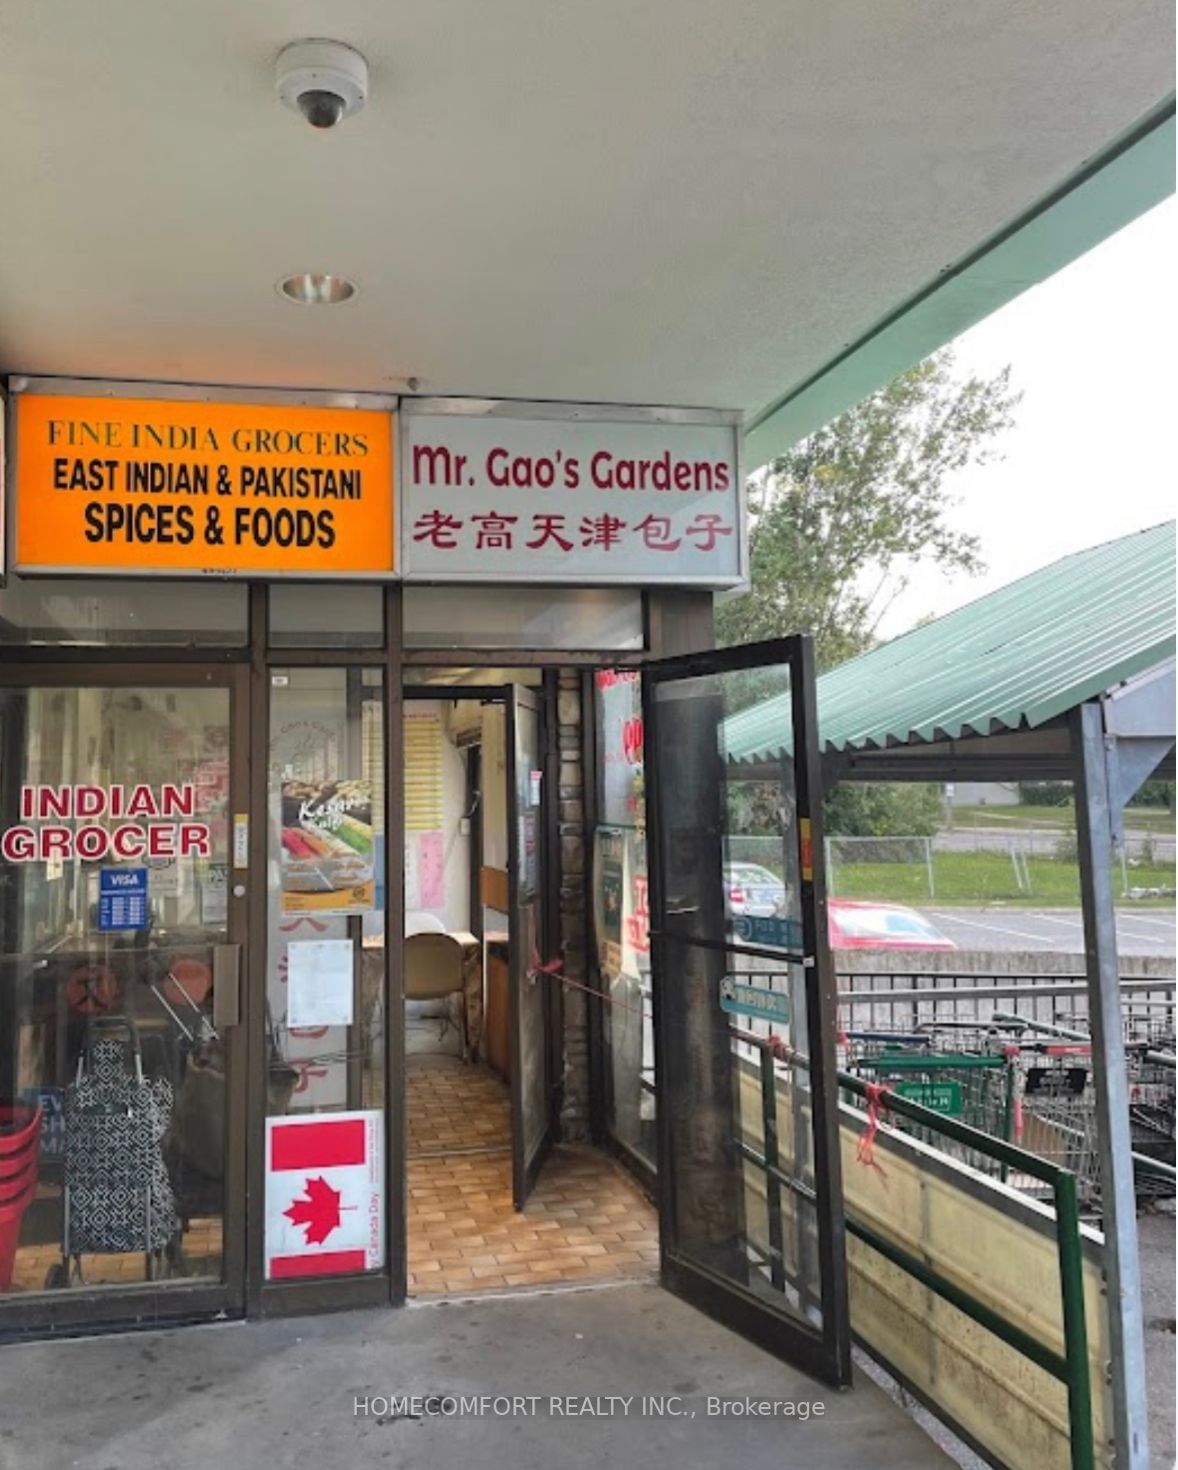 FINE INDIA GROCERS
EAST INDIAN & PAKISTANI
SPICES & FOODS
Mr. Gao's Gardens
老高天津包子
INDIAN
GROCER
VISA
Kesar
Canada Day
HOMECOMFORT REALTY INC., Brokerage